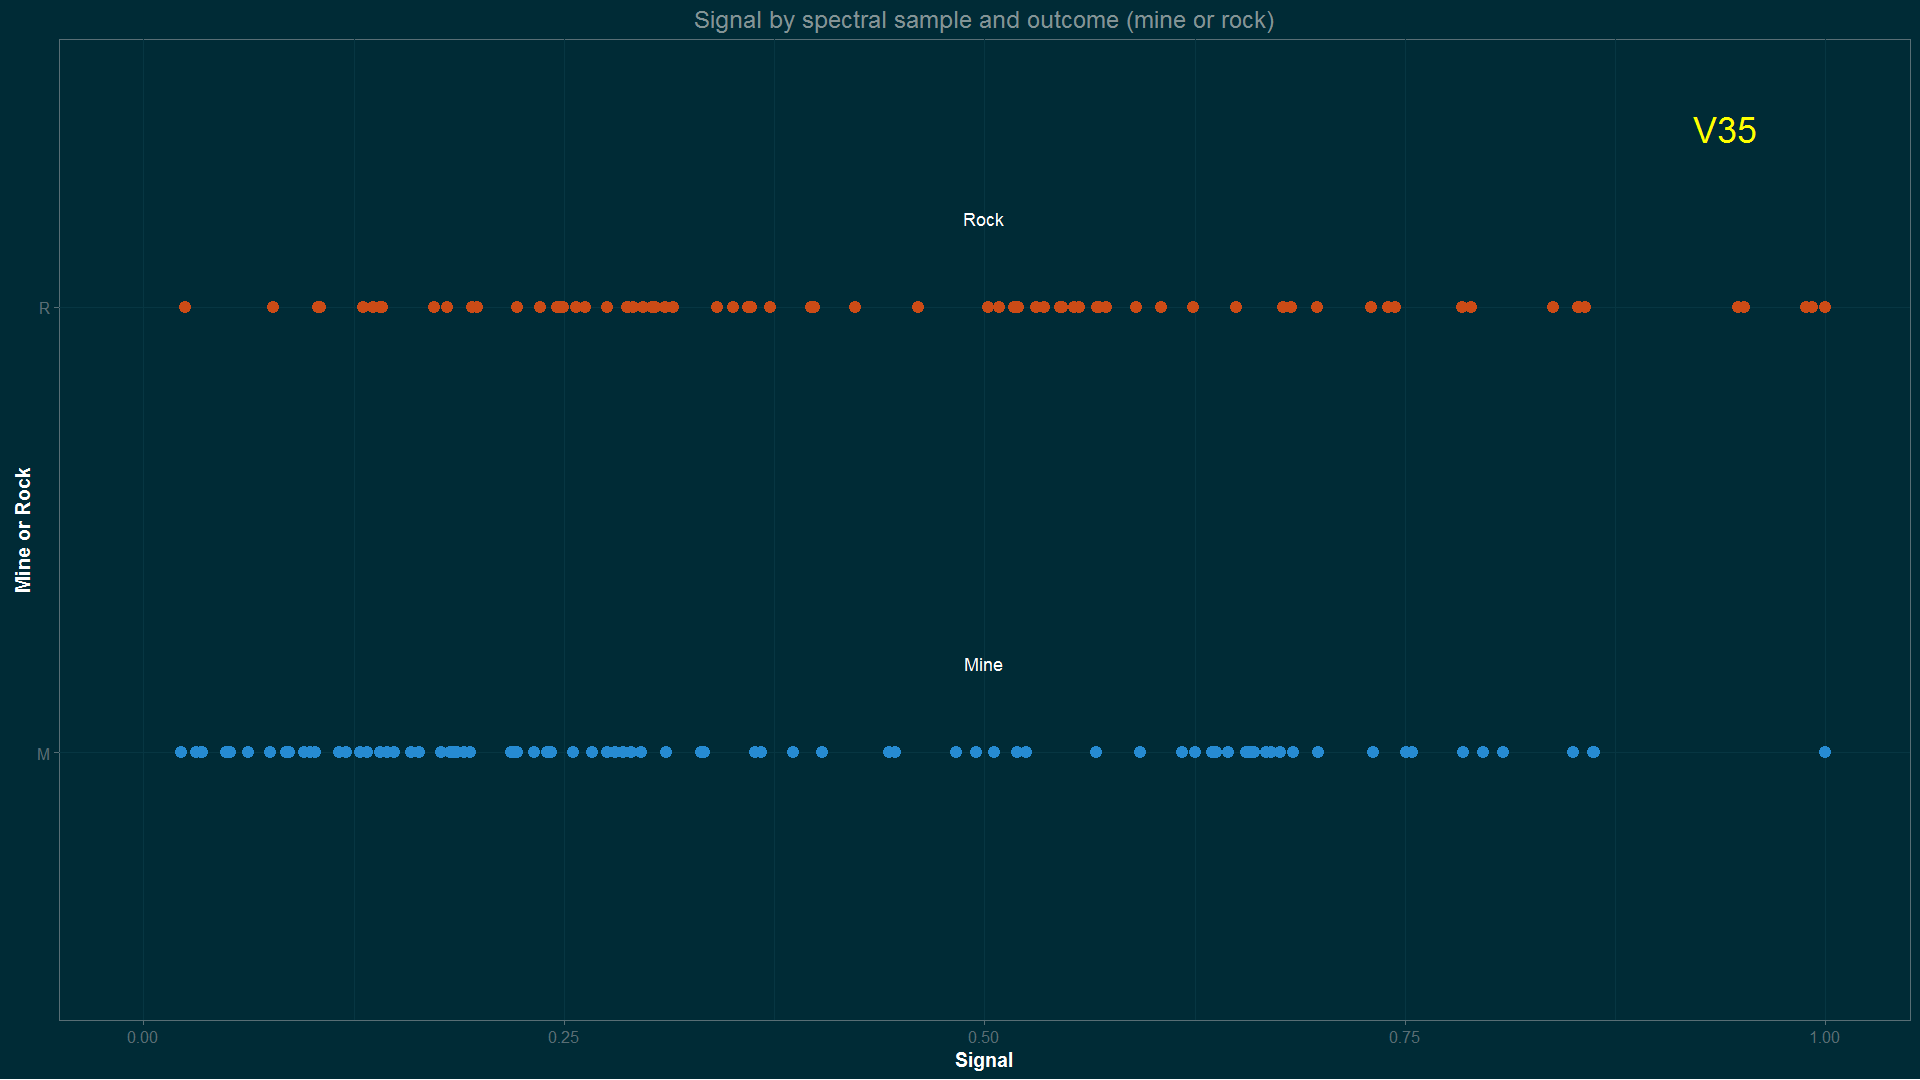 Signal by spectral sample and outcome (mine or rock)
V35
Rock
R
Mine or Rock
Mine
M
0.00 0.25 0.50 0.75 1.00
Signal